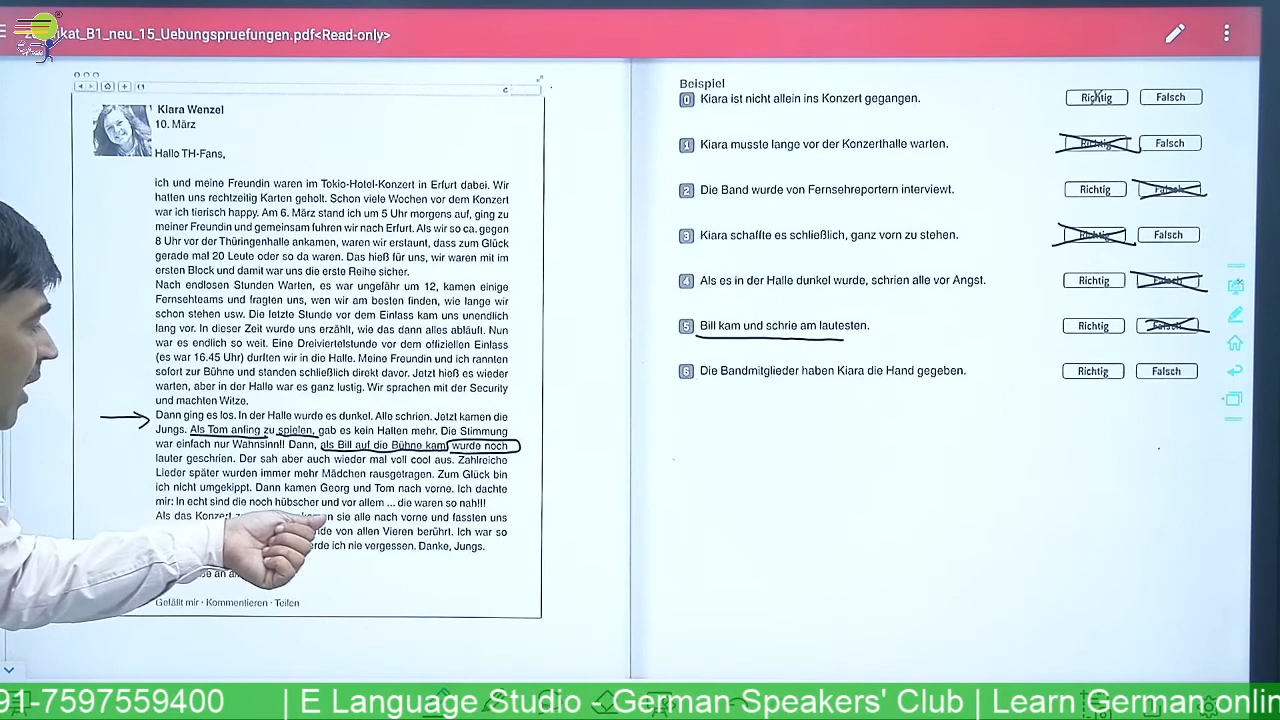 kat_B1_neu_15_Uebungspruefungen.pdf<Read-only>
Klara Wenzel
10. März
Hallo TH-Fans,
ich und meine Freundin waren im Tokio-Hotel-Konzert in Erfurt dabei. Wir
hatten uns rechtzeitig Karten geholt. Schon viele Wochen vor dem Konzert
war ich tierisch happy. Am 6. März stand ich um 5 Uhr morgens auf, ging zu
meiner Freundin und gemeinsam fuhren wir nach Erfurt. Als wir so ca. gegen
8 Uhr vor der Thüringenhalle ankamen, waren wir erstaunt, dass zum Glück
gerade mal 20 Leute oder so da waren. Das hieß für uns, wir waren mit im
ersten Block und damit war uns die erste Reihe sicher.
Nach endlosen Stunden Warten, es war ungefähr um 12, kamen einige
Fernsehteams und fragten uns, wen wir am besten finden, wie lange wir
schon stehen usw. Die letzte Stunde vor dem Einlass kam uns unendlich
lang vor. In dieser Zeit wurde uns erzählt, wie das dann alles abläuft. Nun
war es endlich so weit. Eine Dreiviertelstunde vor dem offiziellen Einlass
(es war 16.45 Uhr) durften wir in die Halle. Meine Freundin und ich rannten
sofort zur Bühne und standen schließlich direkt davor. Jetzt hieß es wieder
warten, aber in der Halle war es ganz lustig. Wir sprachen mit der Security
und machten Witze.
Dann ging es los. In der Halle wurde es dunkel. Alle schrien. Jetzt kamen die
Jungs. Als Tom anfing zu spielen, gab es kein Halten mehr. Die Stimmung
war einfach nur Wahnsinn!! Dann, als Bill auf die Bühne kam, wurde noch
lauter geschrien. Der sah aber auch wieder mal voll cool aus. Zahlreiche
Lieder später wurden immer mehr Mädchen rausgetragen. Zum Glück bin
ich nicht umgekippt. Dann kamen Georg und Tom nach vorne. Ich dachte
mir: In echt sind die noch hübscher und vor allem ... die waren so nah!!!
Als das Konzert sie alle nach vorne und fassten uns
von allen Vieren berührt. Ich war so
ich nie vergessen. Danke, Jungs.
an
Gefällt mir · Kommentieren · Teilen
Beispiel
0 Kiara ist nicht allein ins Konzert gegangen. Richtig Falsch
1 Kiara musste lange vor der Konzerthalle warten. Richtig Falsch
2 Die Band wurde von Fernsehreportern interviewt. Richtig Falsch
3 Kiara schaffte es schließlich, ganz vorn zu stehen. Richtig Falsch
4 Als es in der Halle dunkel wurde, schrien alle vor Angst. Richtig Falsch
5 Bill kam und schrie am lautesten. Richtig Falsch
6 Die Bandmitglieder haben Kiara die Hand gegeben. Richtig Falsch
91-7597559400 | E Language Studio - German Speakers' Club | Learn German onlin